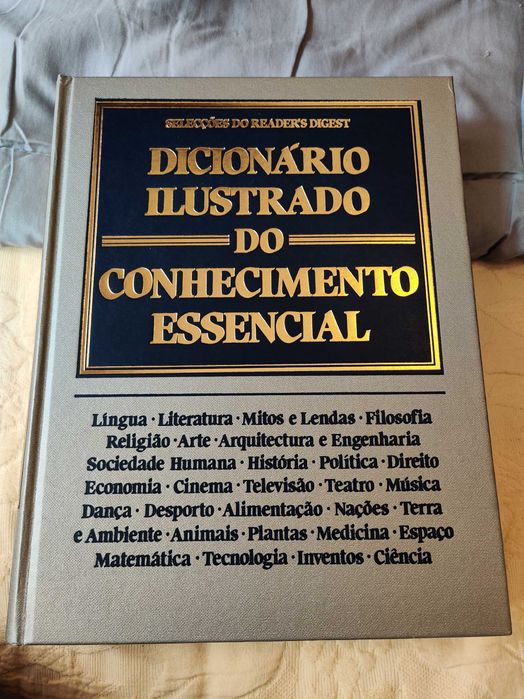 SELECÇÕES DO READER'S DIGEST
DICIONÁRIO
ILUSTRADO
DO
CONHECIMENTO
ESSENCIAL
Língua · Literatura · Mitos e Lendas · Filosofia
Religião · Arte · Arquitectura e Engenharia
Sociedade Humana · História · Política · Direito
Economia · Cinema · Televisão · Teatro · Música
Dança · Desporto · Alimentação · Nações · Terra
e Ambiente · Animais · Plantas · Medicina · Espaço
Matemática · Tecnologia · Inventos · Ciência